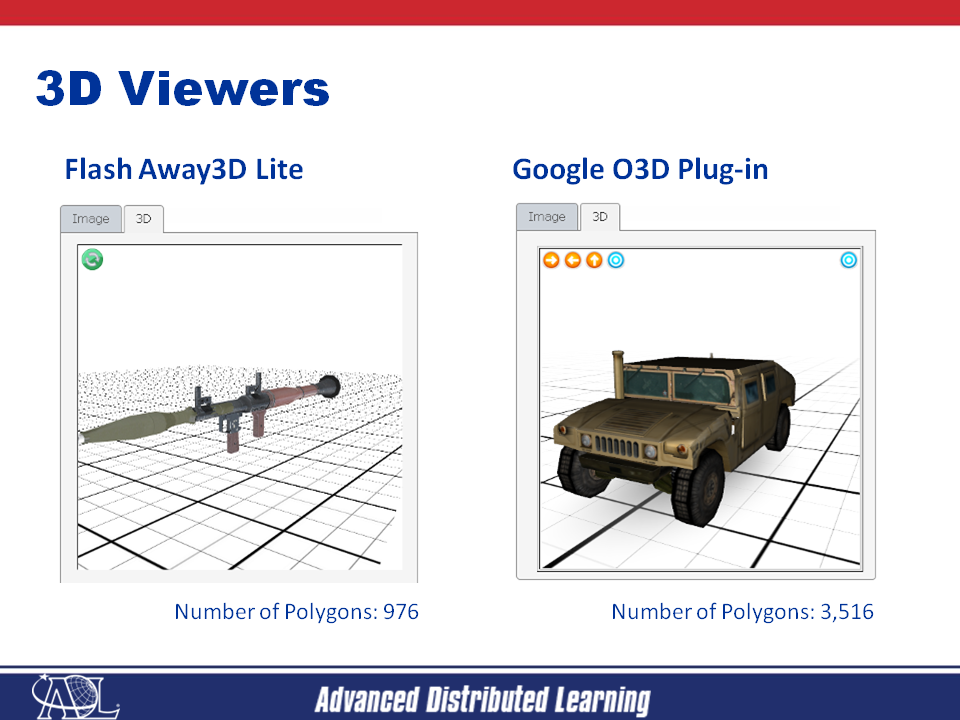 3D Viewers
Flash Away3D Lite
Google O3D Plug-in
Image
3D
Image
3D
Number of Polygons: 976
Number of Polygons: 3,516
ADL
Advanced Distributed Learning